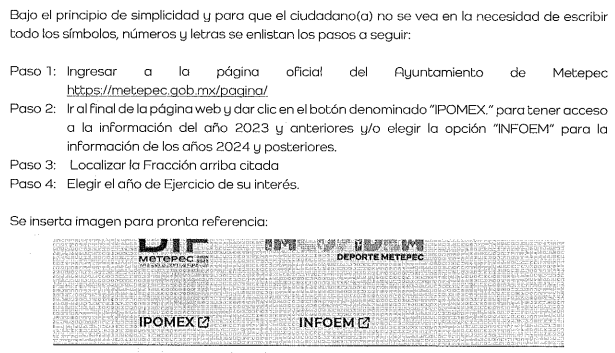 Bajo el principio de simplicidad y para que el ciudadano(a) no se vea en la necesidad de escribir
todo los símbolos, números y letras se enlistan los pasos a seguir:
Paso 1: Ingresar a la página oficial del Ayuntamiento de Metepec
https://metepec.gob.mx/pagina/
Paso 2: Ir al final de la página web y dar clic en el botón denominado "IPOMEX." para tener acceso
a la información del año 2023 y anteriores y/o elegir la opción "INFOEM" para la
información de los años 2024 y posteriores.
Paso 3: Localizar la Fracción arriba citada
Paso 4: Elegir el año de Ejercicio de su interés.
Se inserta imagen para pronta referencia:
DIF
METEPEC
DEPORTE METEPEC
IPOMEX
INFOEM